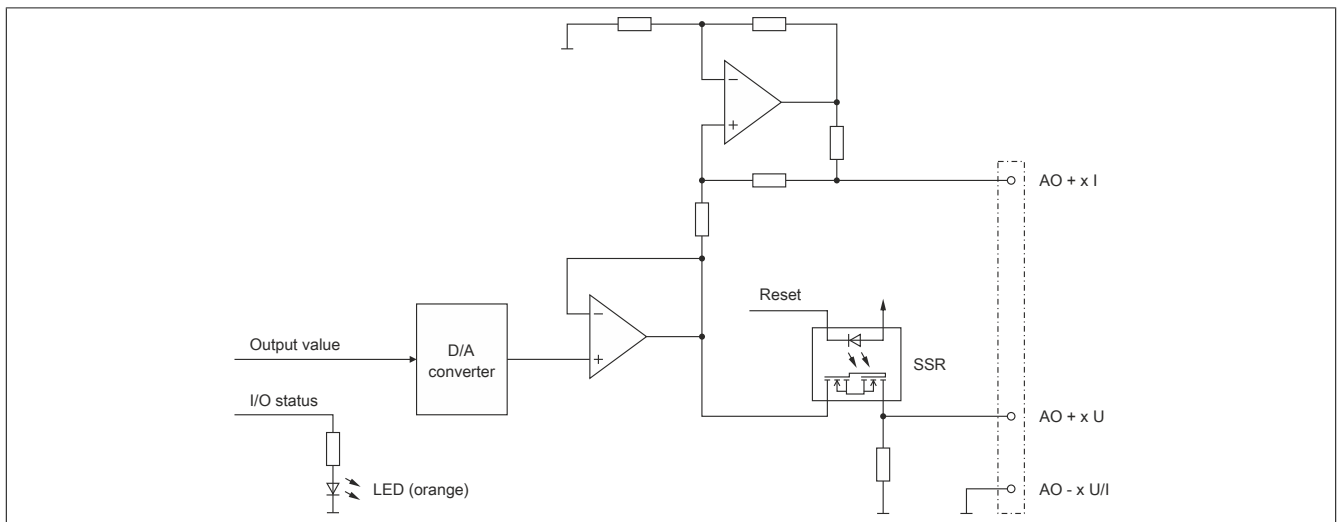 AO + x I
Reset
Output value
D/A
converter
SSR
I/O status
AO + x U
LED (orange)
AO - x U/I